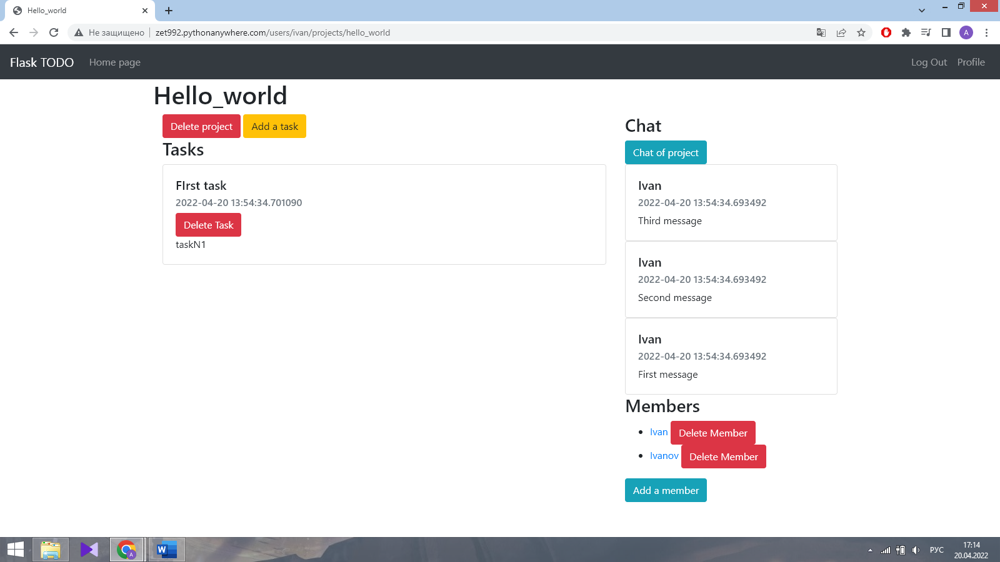 Hello_world
Не защищено
zet992.pythonanywhere.com/users/ivan/projects/hello_world
A
Flask TODO
Home page
Log Out
Profile
Hello_world
Delete project
Add a task
Tasks
FIrst task
2022-04-20 13:54:34.701090
Delete Task
taskN1
Chat
Chat of project
Ivan
2022-04-20 13:54:34.693492
Third message
Ivan
2022-04-20 13:54:34.693492
Second message
Ivan
2022-04-20 13:54:34.693492
First message
Members
Ivan Delete Member
Ivanov Delete Member
Add a member
A
W
РУС
17:14
20.04.2022